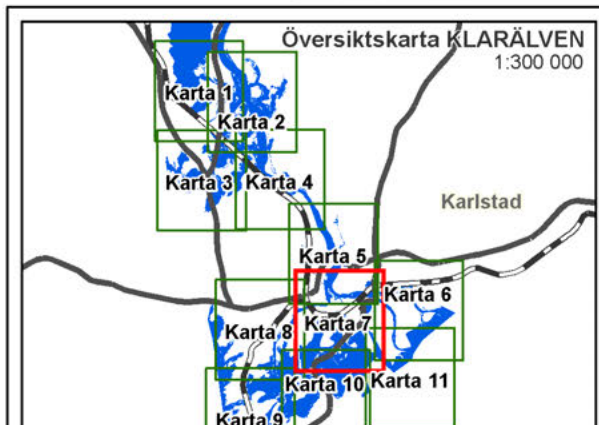 Översiktskarta KLARÄLVEN
1:300 000
Karta 1
Karta 2
Karta 3
Karta 4
Karlstad
Karta 5
Karta 6
Karta 7
Karta 8
Karta 10
Karta 11
Karta 9